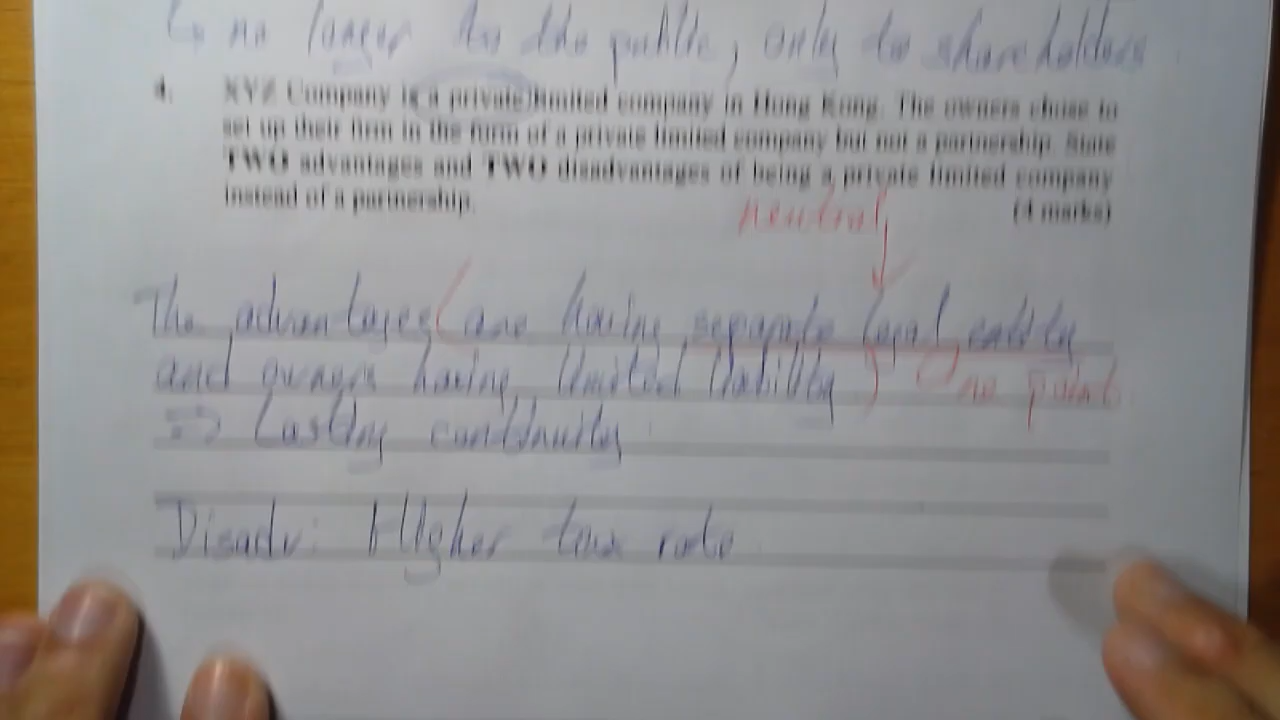 ↳ no longer to the public, only to shareholders
4. XYZ Company is a private limited company in Hong Kong. The owners chose to
set up their firm in the form of a private limited company but not a partnership. State
TWO advantages and TWO disadvantages of being a private limited company
instead of a partnership. (4 marks)
neutral
The advantages (are having separate legal entity
and owners having limited liability) no point
⇒ Lasting continuity
Disadv: Higher tax rate